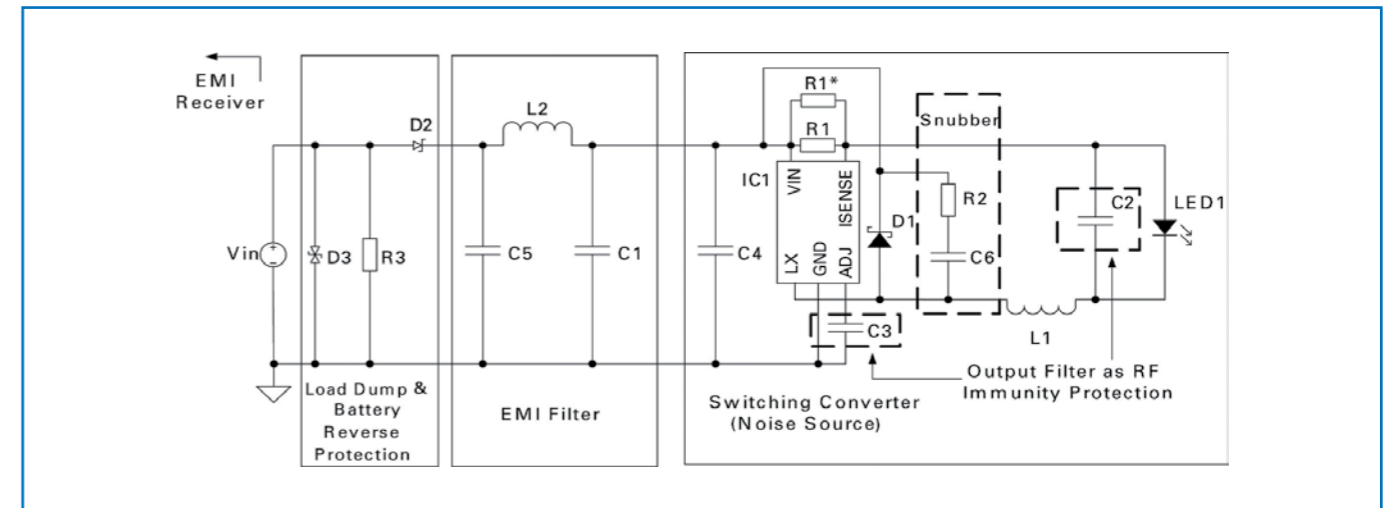 EMI
Receiver
D2
L2
R1*
R1
Snubber
IC1
VIN
ISENSE
R2
C2
LED1
D1
Vin
D3
R3
C5
C1
C4
LX
GND
ADJ
C6
C3
L1
Load Dump &
Battery
Reverse
Protection
EMI Filter
Switching Converter
(Noise Source)
Output Filter as RF
Immunity Protection